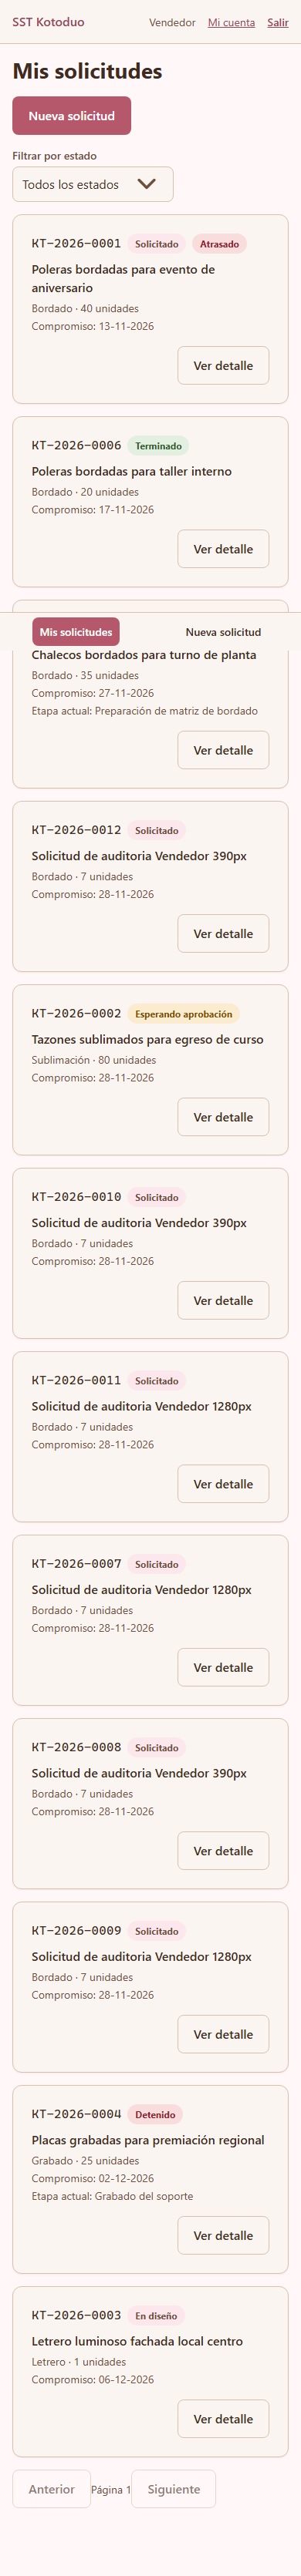 SST Kotoduo Vendedor Mi cuenta Salir
Mis solicitudes
Nueva solicitud
Filtrar por estado
Todos los estados
KT-2026-0001 Solicitado Atrasado
Poleras bordadas para evento de
aniversario
Bordado · 40 unidades
Compromiso: 13-11-2026
Ver detalle
KT-2026-0006 Terminado
Poleras bordadas para taller interno
Bordado · 20 unidades
Compromiso: 17-11-2026
Ver detalle
Mis solicitudes Nueva solicitud
Chalecos bordados para turno de planta
Bordado · 35 unidades
Compromiso: 27-11-2026
Etapa actual: Preparación de matriz de bordado
Ver detalle
KT-2026-0012 Solicitado
Solicitud de auditoria Vendedor 390px
Bordado · 7 unidades
Compromiso: 28-11-2026
Ver detalle
KT-2026-0002 Esperando aprobación
Tazones sublimados para egreso de curso
Sublimación · 80 unidades
Compromiso: 28-11-2026
Ver detalle
KT-2026-0010 Solicitado
Solicitud de auditoria Vendedor 390px
Bordado · 7 unidades
Compromiso: 28-11-2026
Ver detalle
KT-2026-0011 Solicitado
Solicitud de auditoria Vendedor 1280px
Bordado · 7 unidades
Compromiso: 28-11-2026
Ver detalle
KT-2026-0007 Solicitado
Solicitud de auditoria Vendedor 1280px
Bordado · 7 unidades
Compromiso: 28-11-2026
Ver detalle
KT-2026-0008 Solicitado
Solicitud de auditoria Vendedor 390px
Bordado · 7 unidades
Compromiso: 28-11-2026
Ver detalle
KT-2026-0009 Solicitado
Solicitud de auditoria Vendedor 1280px
Bordado · 7 unidades
Compromiso: 28-11-2026
Ver detalle
KT-2026-0004 Detenido
Placas grabadas para premiación regional
Grabado · 25 unidades
Compromiso: 02-12-2026
Etapa actual: Grabado del soporte
Ver detalle
KT-2026-0003 En diseño
Letrero luminoso fachada local centro
Letrero · 1 unidades
Compromiso: 06-12-2026
Ver detalle
Anterior Página 1 Siguiente